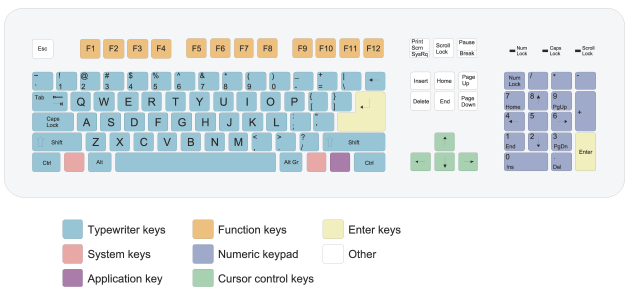 Esc F1 F2 F3 F4 F5 F6 F7 F8 F9 F10 F11 F12 Print Scrn SysRq Scroll Lock Pause Break Num Lock Caps Lock Scroll Lock
~ ` ! 1 @ 2 # 3 $ 4 % 5 ^ 6 & 7 * 8 ( 9 ) 0 _ - + = | \ Insert Home Page Up Num Lock / * -
Tab Q W E R T Y U I O P { [ } ] Delete End Page Down 7 Home 8 9 PgUp +
Caps Lock A S D F G H J K L : ; " ' 4 5 6
Shift Z X C V B N M < , > . ? / Shift 1 End 2 3 PgDn Enter
Ctrl Alt Alt Gr Ctrl 0 Ins . Del
Typewriter keys Function keys Enter keys
System keys Numeric keypad Other
Application key Cursor control keys